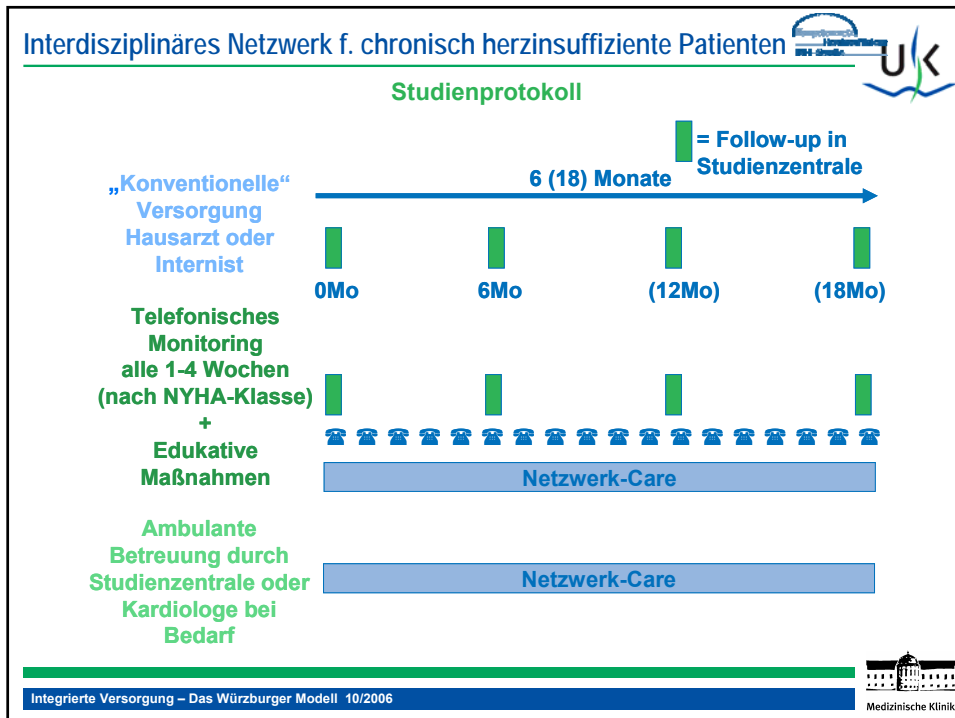 Interdisziplinäres Netzwerk f. chronisch herzinsuffiziente Patienten
UK
Studienprotokoll
= Follow-up in
Studienzentrale
6 (18) Monate
„Konventionelle“
Versorgung
Hausarzt oder
Internist
0Mo 6Mo (12Mo) (18Mo)
Telefonisches
Monitoring
alle 1-4 Wochen
(nach NYHA-Klasse)
+
Edukative
Maßnahmen
Netzwerk-Care
Ambulante
Betreuung durch
Studienzentrale oder
Kardiologe bei
Bedarf
Netzwerk-Care
Integrierte Versorgung – Das Würzburger Modell 10/2006
Medizinische Klinik